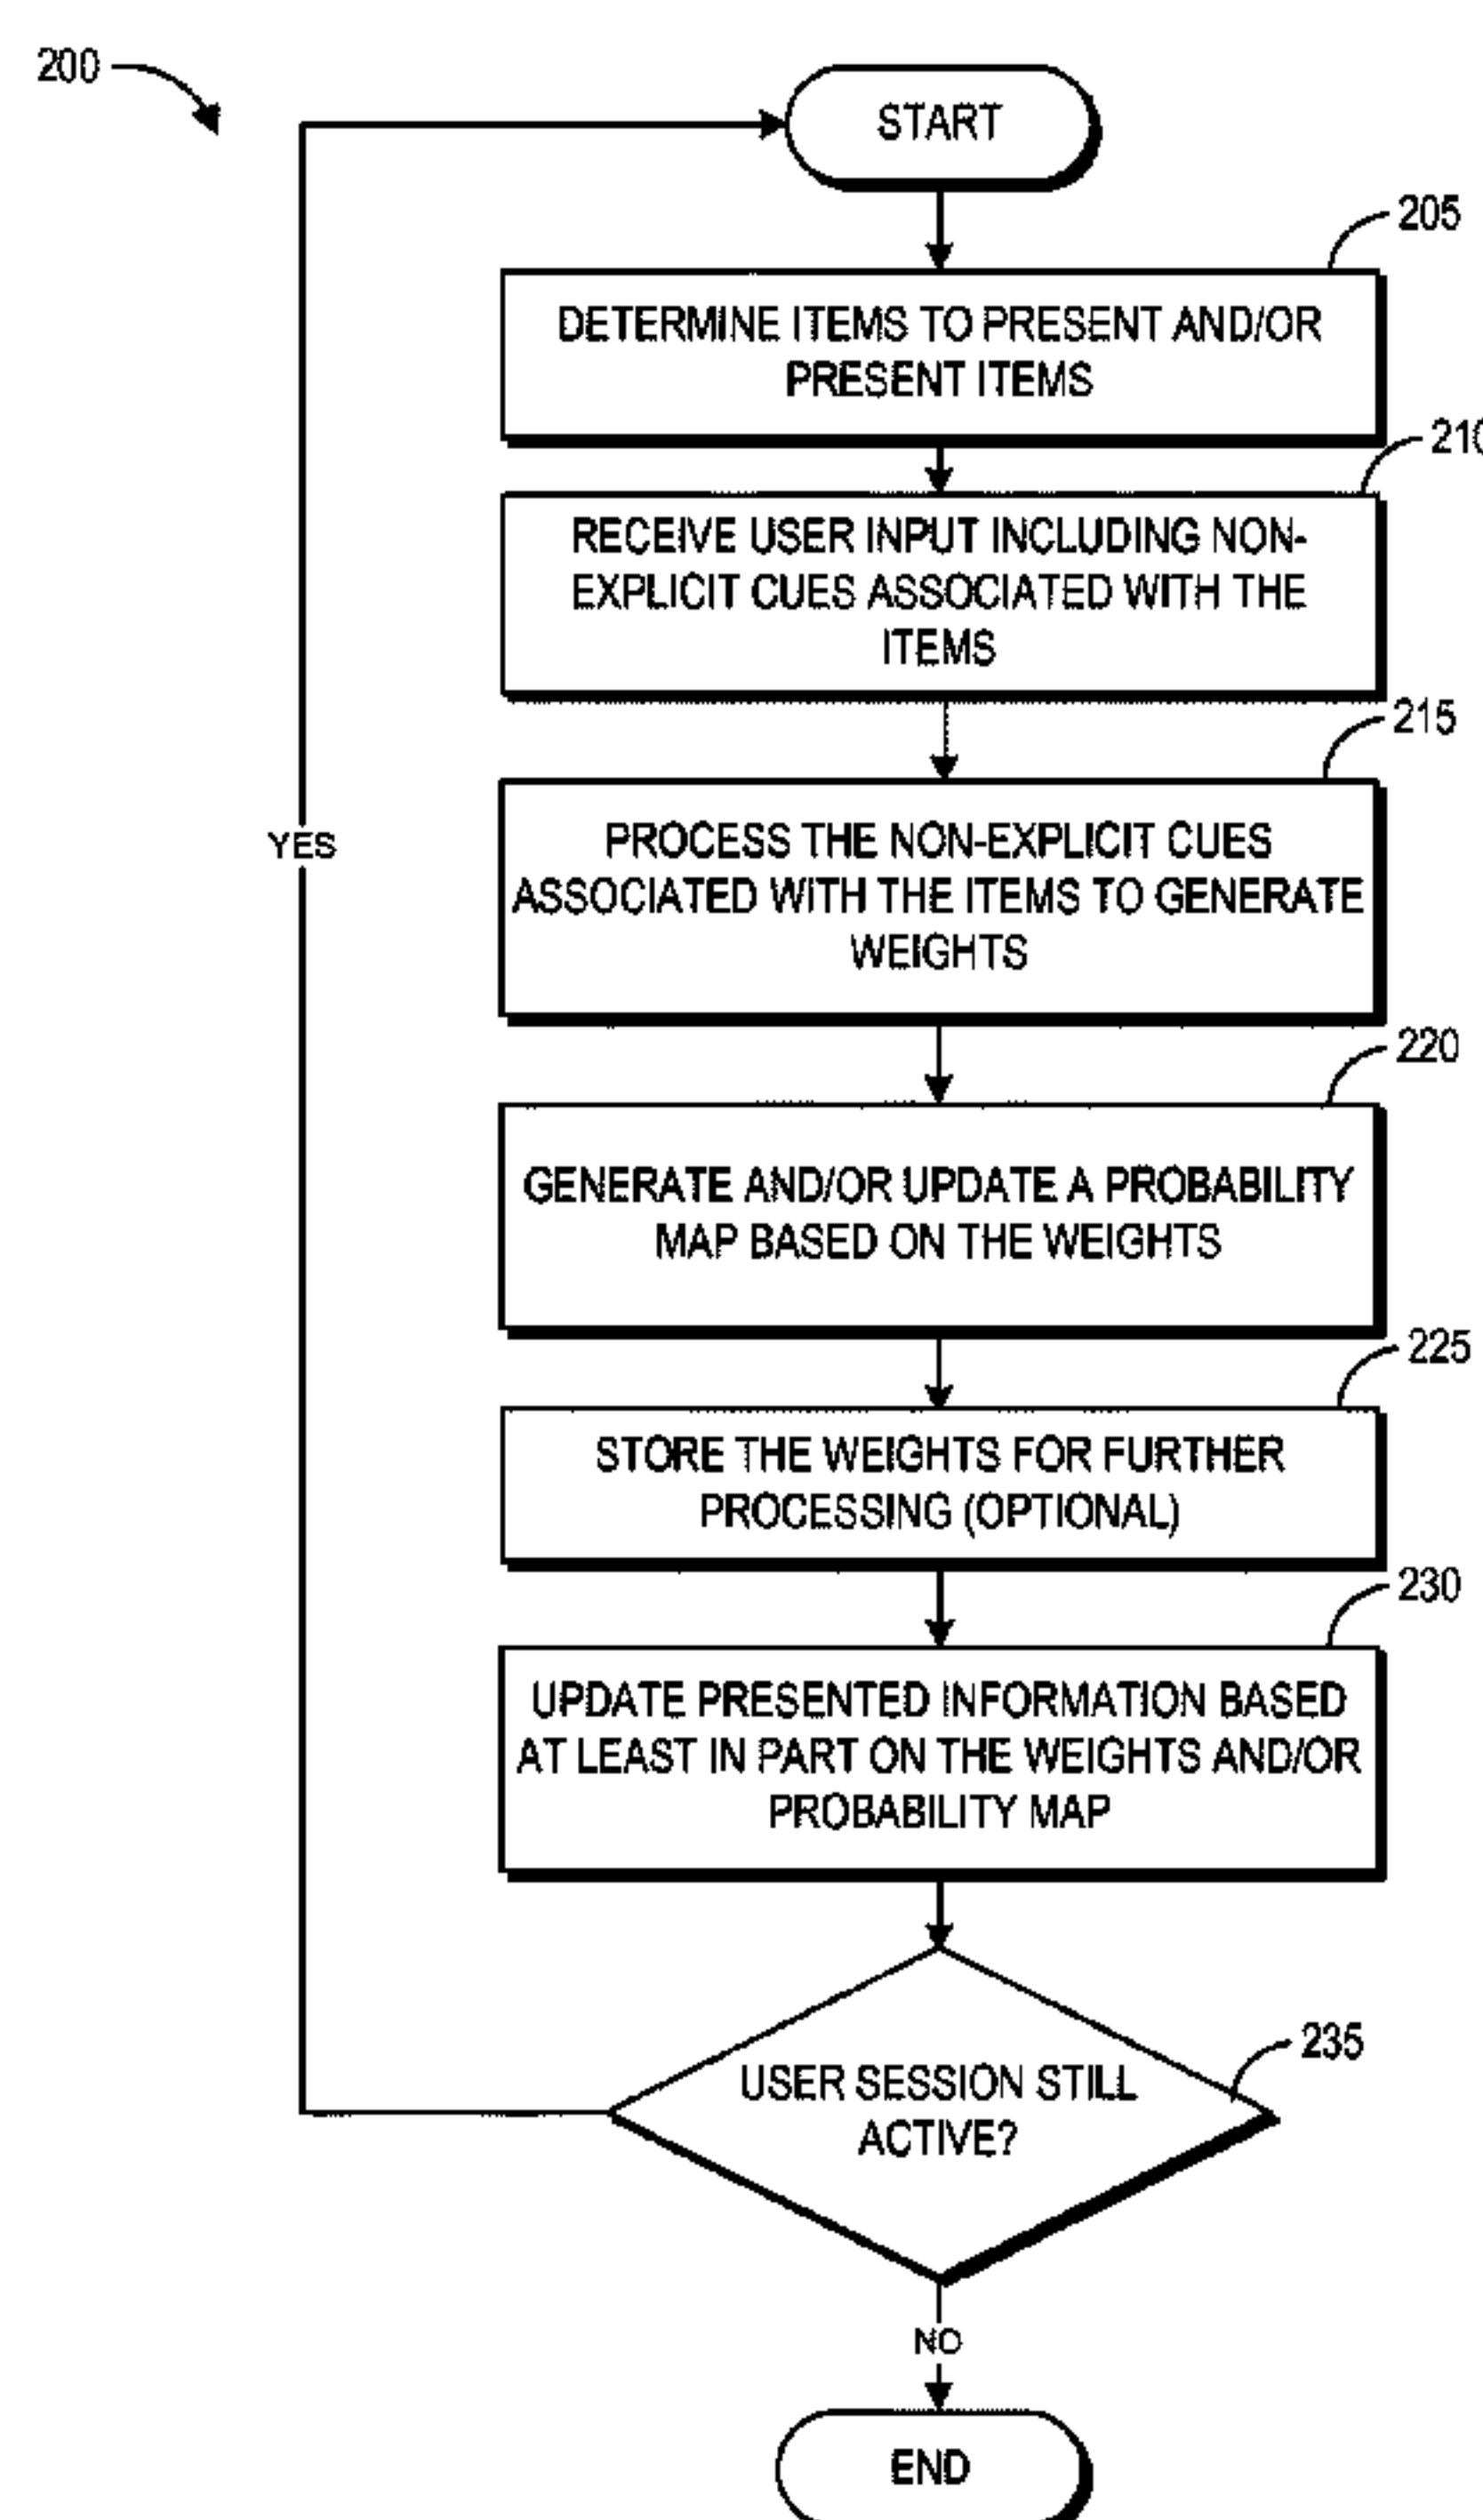 200
START
205
DETERMINE ITEMS TO PRESENT AND/OR
PRESENT ITEMS
210
RECEIVE USER INPUT INCLUDING NON-
EXPLICIT CUES ASSOCIATED WITH THE
ITEMS
215
PROCESS THE NON-EXPLICIT CUES
ASSOCIATED WITH THE ITEMS TO GENERATE
WEIGHTS
YES
220
GENERATE AND/OR UPDATE A PROBABILITY
MAP BASED ON THE WEIGHTS
225
STORE THE WEIGHTS FOR FURTHER
PROCESSING (OPTIONAL)
230
UPDATE PRESENTED INFORMATION BASED
AT LEAST IN PART ON THE WEIGHTS AND/OR
PROBABILITY MAP
235
USER SESSION STILL
ACTIVE?
NO
END